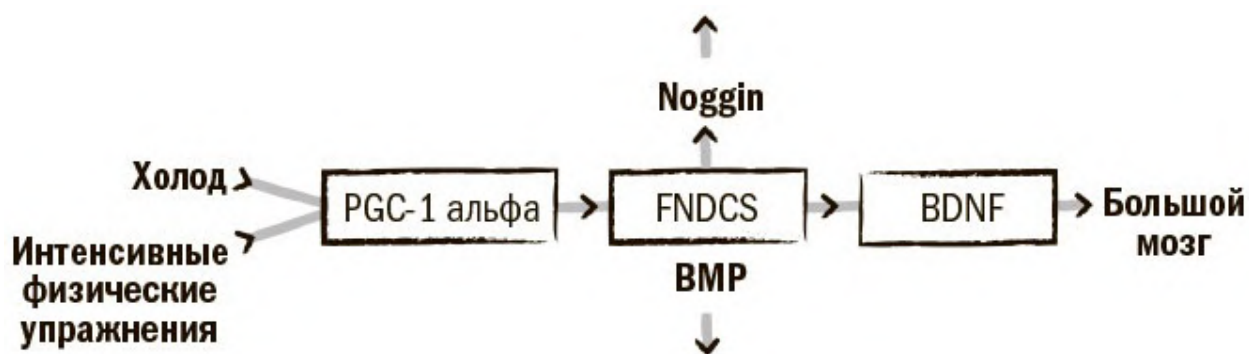 Noggin
Холод
PGC-1 альфа
FNDCS
BDNF
Большой
мозг
Интенсивные
физические
упражнения
BMP